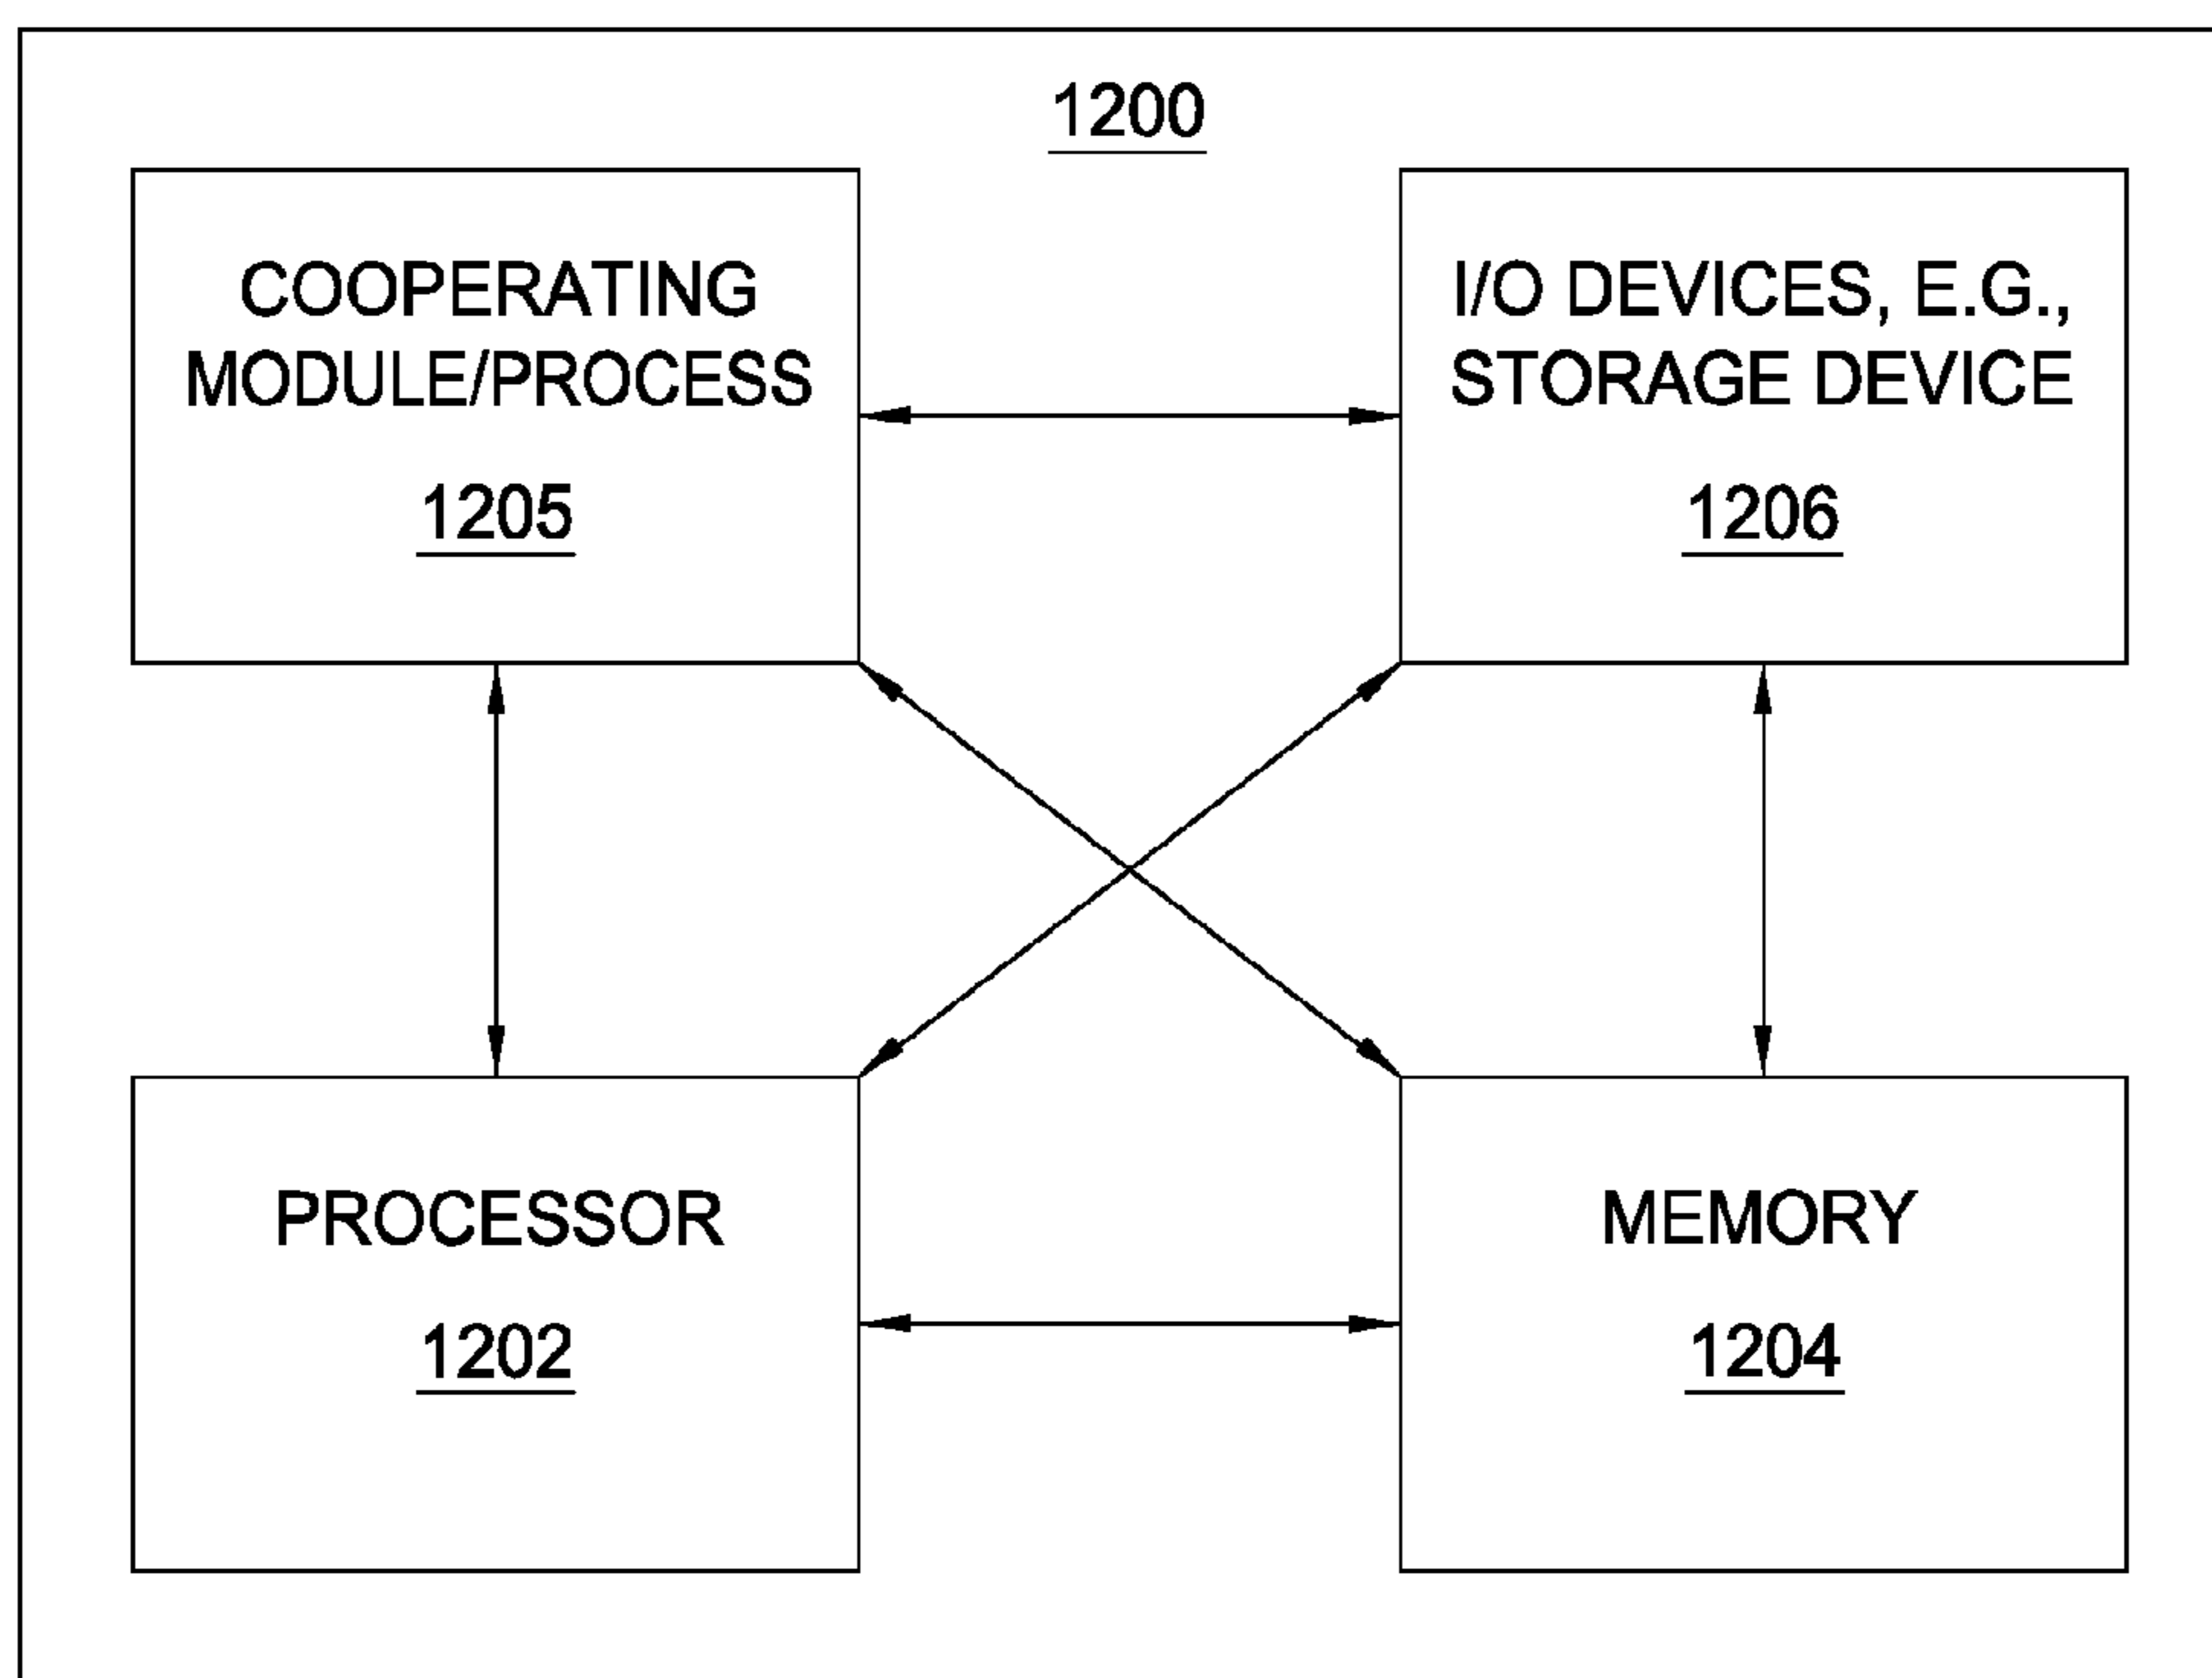 1200
COOPERATING
MODULE/PROCESS
1205
I/O DEVICES, E.G.,
STORAGE DEVICE
1206
PROCESSOR
1202
MEMORY
1204